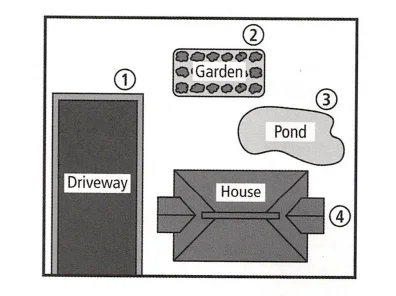 ①
Driveway
②
Garden
③
Pond
House
④